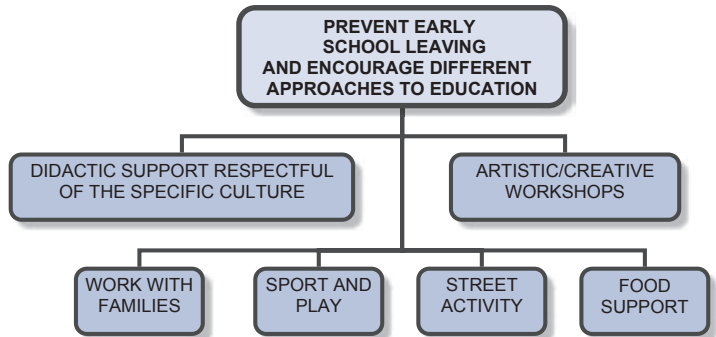 PREVENT EARLY
SCHOOL LEAVING
AND ENCOURAGE DIFFERENT
APPROACHES TO EDUCATION
DIDACTIC SUPPORT RESPECTFUL
OF THE SPECIFIC CULTURE
ARTISTIC/CREATIVE
WORKSHOPS
WORK WITH
FAMILIES
SPORT AND
PLAY
STREET
ACTIVITY
FOOD
SUPPORT